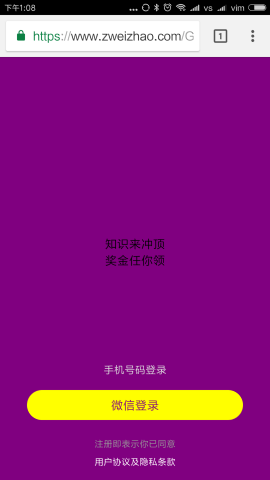 下午1:08 ... vs vim
https://www.zweizhao.com/G
1
知识来冲顶
奖金任你领
手机号码登录
微信登录
注册即表示你已同意
用户协议及隐私条款